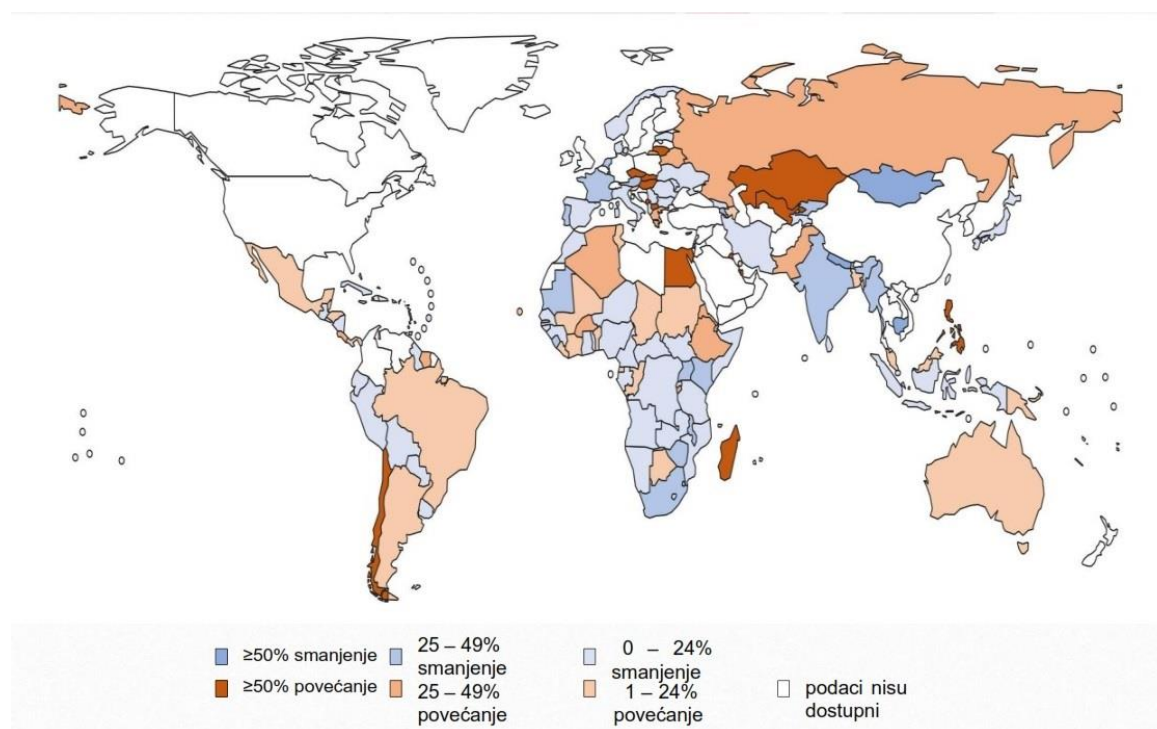 ≥50% smanjenje
25 – 49%
smanjenje
0 – 24%
smanjenje
≥50% povećanje
25 – 49%
povećanje
1 – 24%
povećanje
podaci nisu
dostupni